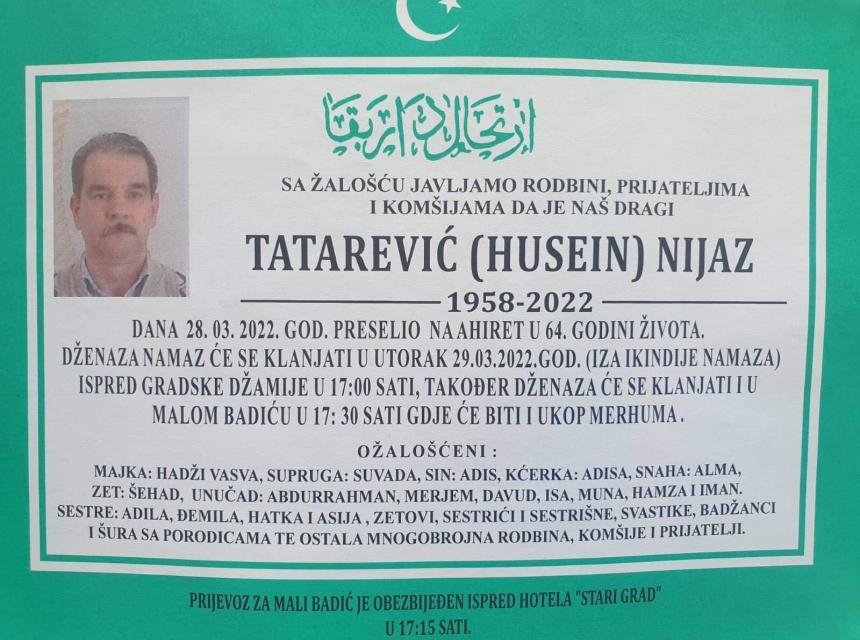 ارتحال دار بقا
SA ŽALOŠĆU JAVLJAMO RODBINI, PRIJATELJIMA
I KOMŠIJAMA DA JE NAŠ DRAGI
TATAREVIĆ (HUSEIN) NIJAZ
1958-2022
DANA 28. 03. 2022. GOD. PRESELIO NA AHIRET U 64. GODINI ŽIVOTA.
DŽENAZA NAMAZ ĆE SE KLANJATI U UTORAK 29.03.2022.GOD. (IZA IKINDIJE NAMAZA)
ISPRED GRADSKE DŽAMIJE U 17:00 SATI, TAKOĐER DŽENAZA ĆE SE KLANJATI I U
MALOM BADIĆU U 17: 30 SATI GDJE ĆE BITI I UKOP MERHUMA.
OŽALOŠĆENI :
MAJKA: HADŽI VASVA, SUPRUGA: SUVADA, SIN: ADIS, KĆERKA: ADISA, SNAHA: ALMA,
ZET: ŠEHAD, UNUČAD: ABDURRAHMAN, MERJEM, DAVUD, ISA, MUNA, HAMZA I IMAN.
SESTRE: ADILA, ĐEMILA, HATKA I ASIJA , ZETOVI, SESTRIĆI I SESTRIŠNE, SVASTIKE, BADŽANCI
I ŠURA SA PORODICAMA TE OSTALA MNOGOBROJNA RODBINA, KOMŠIJE I PRIJATELJI.
PRIJEVOZ ZA MALI BADIĆ JE OBEZBIJEĐEN ISPRED HOTELA "STARI GRAD"
U 17:15 SATI.